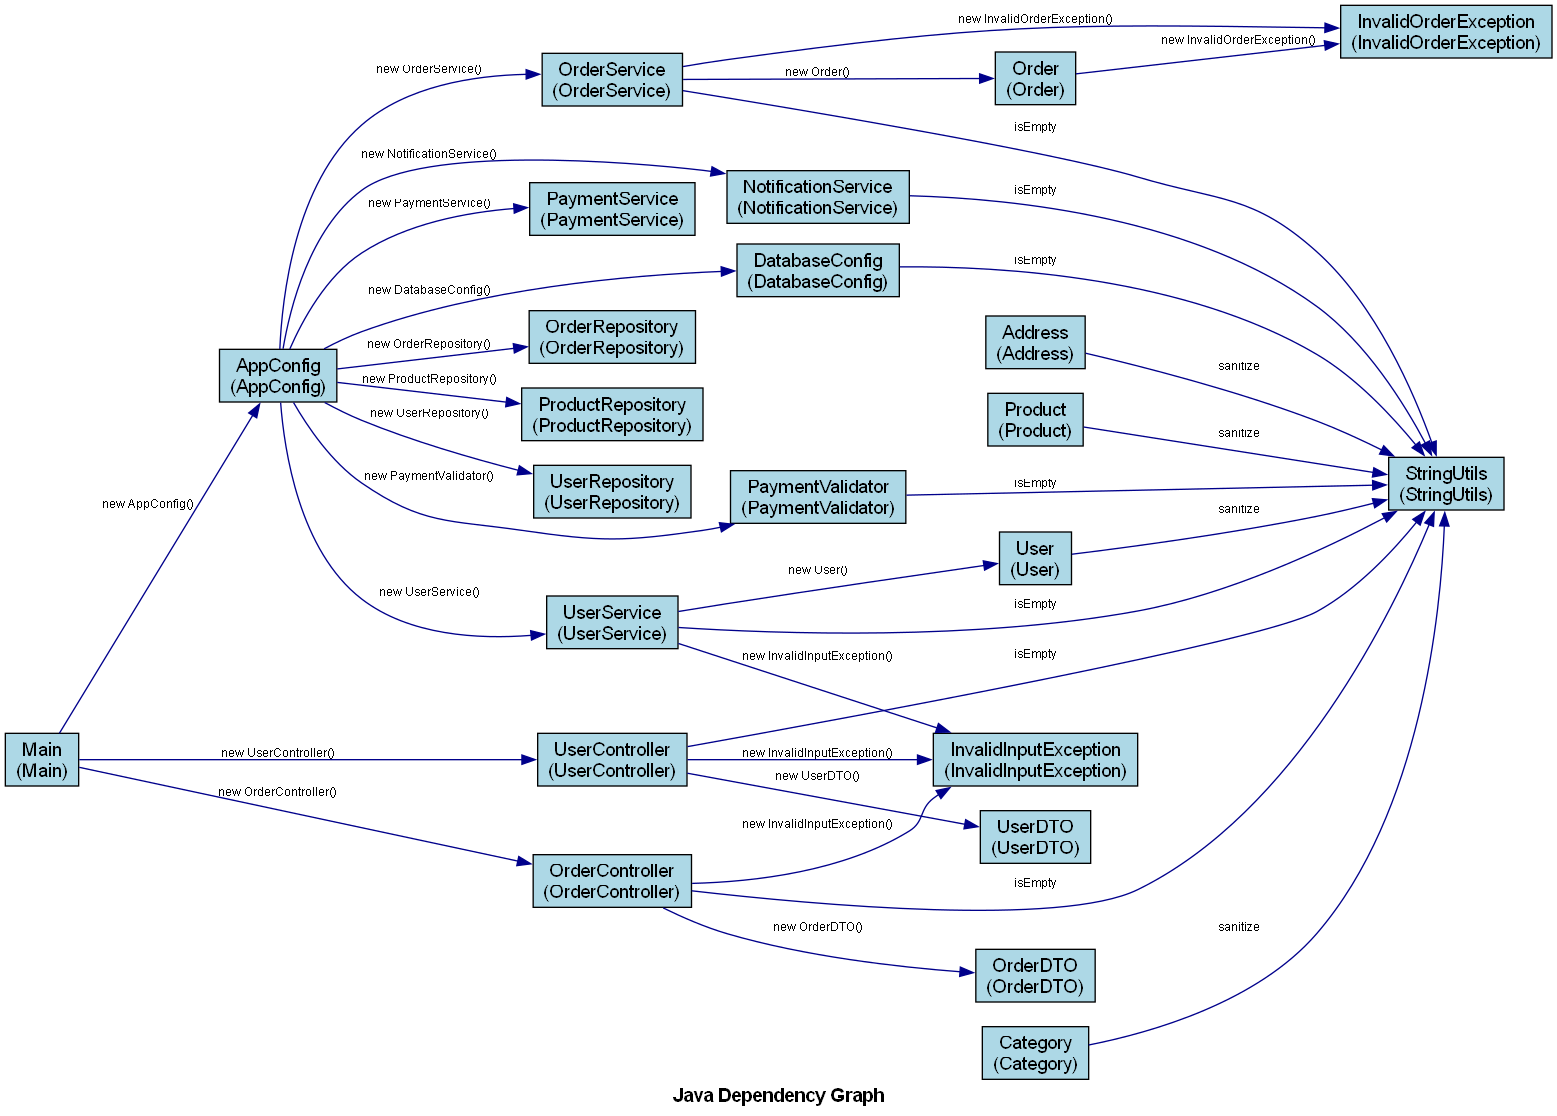 new InvalidOrderException()
InvalidOrderException
(InvalidOrderException)
new InvalidOrderException()
new OrderService()
OrderService
(OrderService)
new Order()
Order
(Order)
isEmpty
new NotificationService()
NotificationService
(NotificationService)
isEmpty
new PaymentService()
PaymentService
(PaymentService)
DatabaseConfig
(DatabaseConfig)
isEmpty
new DatabaseConfig()
OrderRepository
(OrderRepository)
new OrderRepository()
Address
(Address)
sanitize
AppConfig
(AppConfig)
new ProductRepository()
ProductRepository
(ProductRepository)
new UserRepository()
Product
(Product)
sanitize
UserRepository
(UserRepository)
new PaymentValidator()
PaymentValidator
(PaymentValidator)
isEmpty
StringUtils
(StringUtils)
new AppConfig()
sanitize
User
(User)
new User()
new UserService()
UserService
(UserService)
isEmpty
new InvalidInputException()
isEmpty
Main
(Main)
new UserController()
UserController
(UserController)
new InvalidInputException()
InvalidInputException
(InvalidInputException)
new UserDTO()
new OrderController()
UserDTO
(UserDTO)
new InvalidInputException()
OrderController
(OrderController)
isEmpty
new OrderDTO()
sanitize
OrderDTO
(OrderDTO)
Category
(Category)
Java Dependency Graph